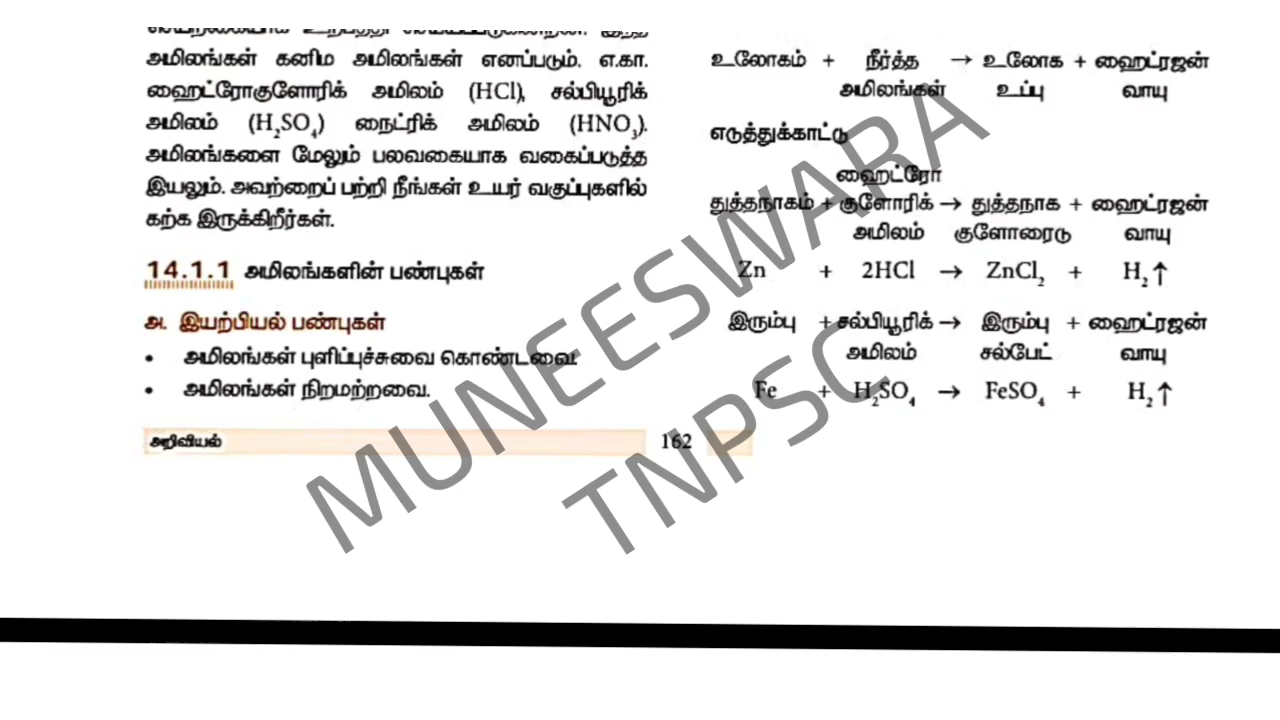 அமிலங்கள் கனிம அமிலங்கள் எனப்படும். எ.கா.
ஹைட்ரோகுளோரிக் அமிலம் (HCl), சல்பியூரிக்
அமிலம் (H₂SO₄) நைட்ரிக் அமிலம் (HNO₃).
அமிலங்களை மேலும் பலவகையாக வகைப்படுத்த
இயலும். அவற்றைப் பற்றி நீங்கள் உயர் வகுப்புகளில்
கற்க இருக்கிறீர்கள்.
14.1.1 அமிலங்களின் பண்புகள்
அ. இயற்பியல் பண்புகள்
• அமிலங்கள் புளிப்புச்சுவை கொண்டவை.
• அமிலங்கள் நிறமற்றவை.
அறிவியல்
162
உலோகம் + நீர்த்த → உலோக + ஹைட்ரஜன்
அமிலங்கள் உப்பு வாயு
எடுத்துக்காட்டு
ஹைட்ரோ
துத்தநாகம் + குளோரிக் → துத்தநாக + ஹைட்ரஜன்
அமிலம் குளோரைடு வாயு
Zn + 2HCl → ZnCl₂ + H₂↑
இரும்பு + சல்பியூரிக் → இரும்பு + ஹைட்ரஜன்
அமிலம் சல்பேட் வாயு
Fe + H₂SO₄ → FeSO₄ + H₂↑
MUNEESWARA
TNPSC